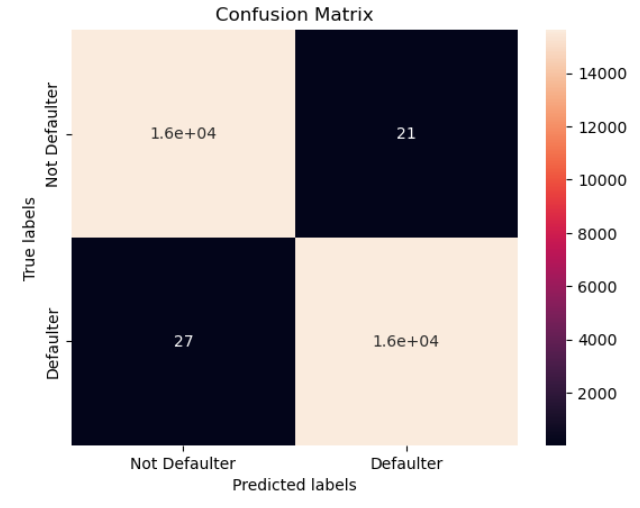 Confusion Matrix
True labels
Not Defaulter
Defaulter
1.6e+04
21
27
1.6e+04
Not Defaulter
Defaulter
Predicted labels
14000
12000
10000
8000
6000
4000
2000